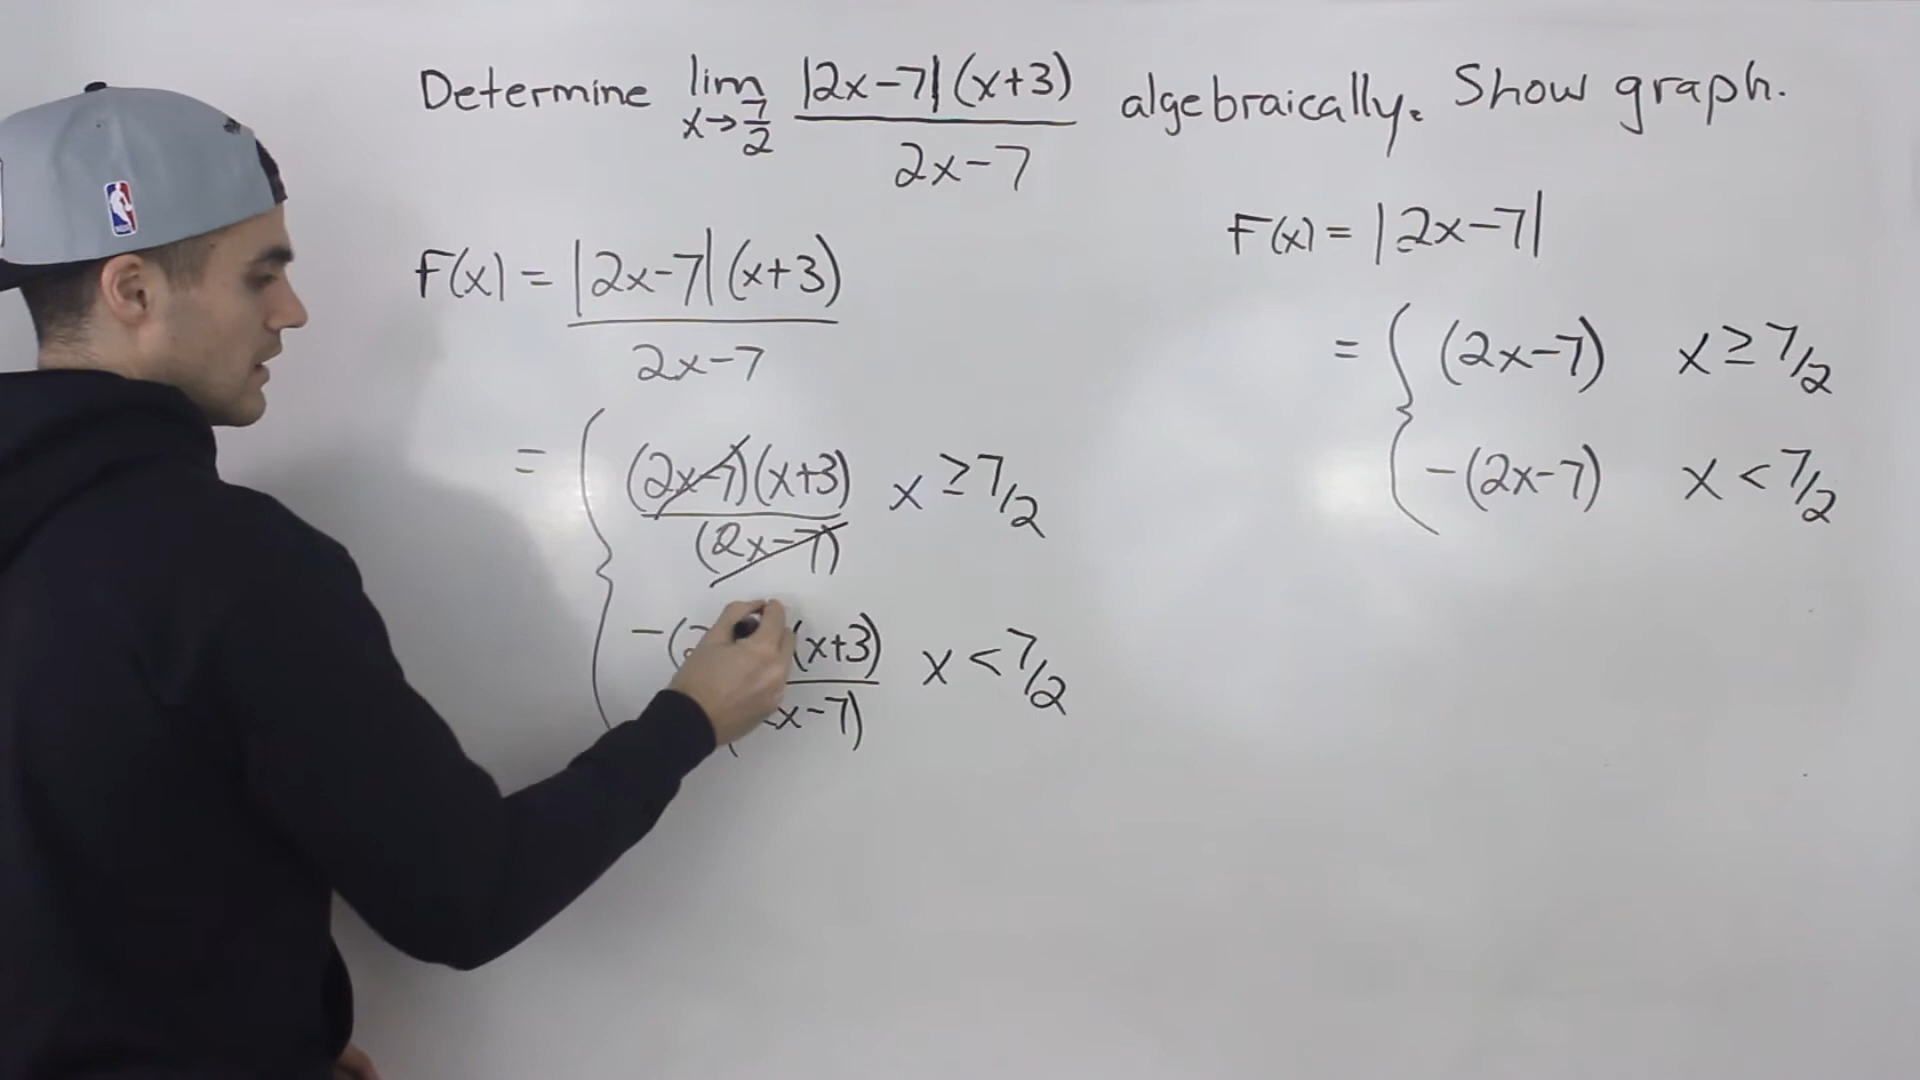 Determine lim x→7/2 |2x-7|(x+3) / 2x-7 algebraically. Show graph.
F(x) = |2x-7|(x+3) / 2x-7
= { (2x-7)(x+3) / (2x-7) x ≥ 7/2
-( (x+3) / x-7) x < 7/2
F(x) = |2x-7|
= { (2x-7) x ≥ 7/2
-(2x-7) x < 7/2